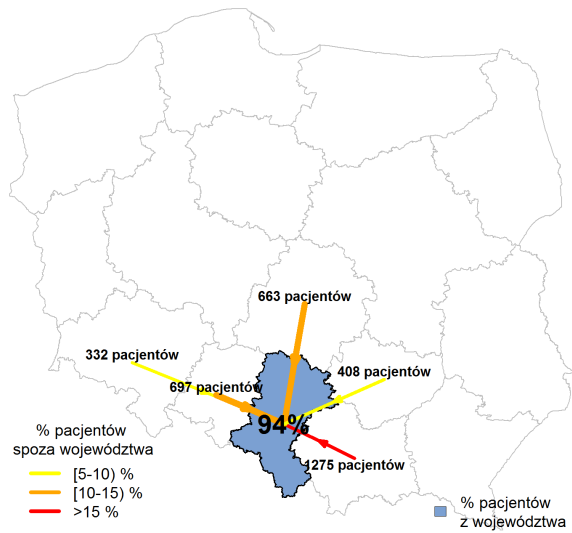 663 pacjentów
332 pacjentów
408 pacjentów
697 pacjentów
94%
1275 pacjentów
% pacjentów
spoza województwa
[5-10) %
[10-15) %
>15 %
% pacjentów
z województwa